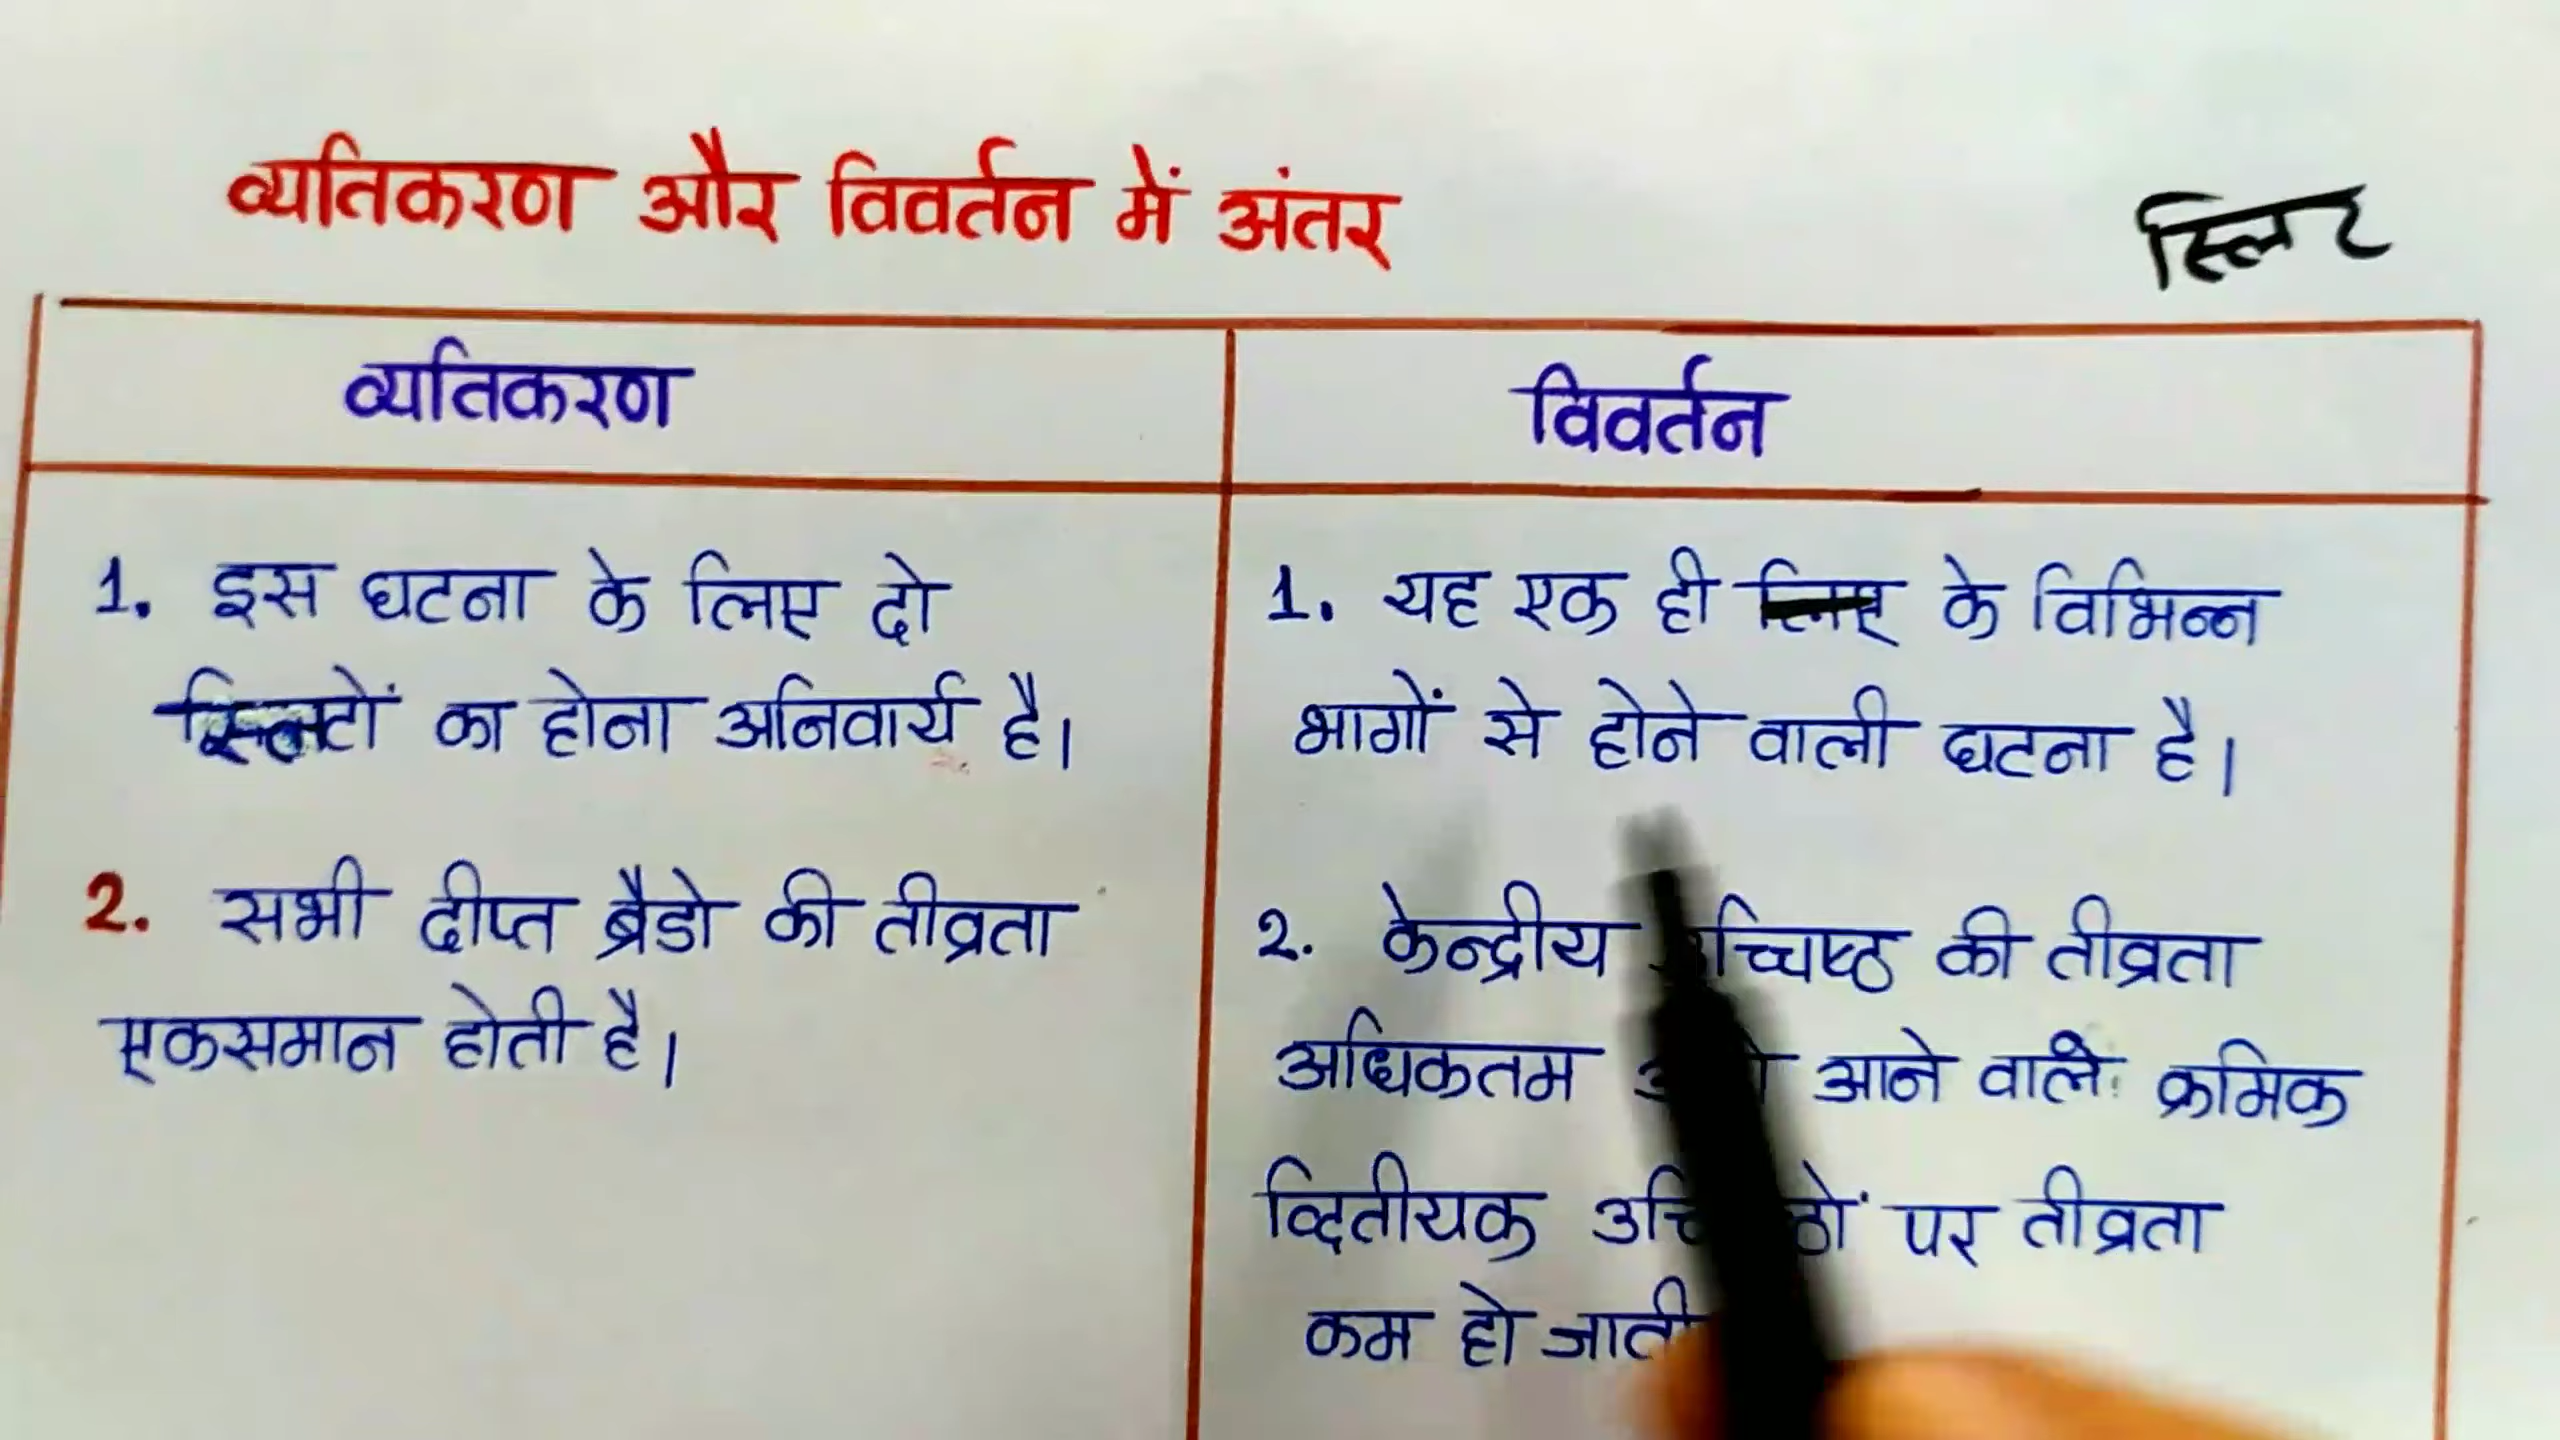 व्यतिकरण और विवर्तन में अंतर
स्लिट
व्यतिकरण
विवर्तन
1. इस घटना के लिए दो
स्लिटों का होना अनिवार्य है।
2. सभी दीप्त ब्रैडो की तीव्रता
एकसमान होती है।
1. यह एक ही के विभिन्न
भागों से होने वाली घटना है।
2. केन्द्रीय की तीव्रता
अधिकतम आने वाले क्रमिक
द्वितीयक पर तीव्रता
कम हो जाती